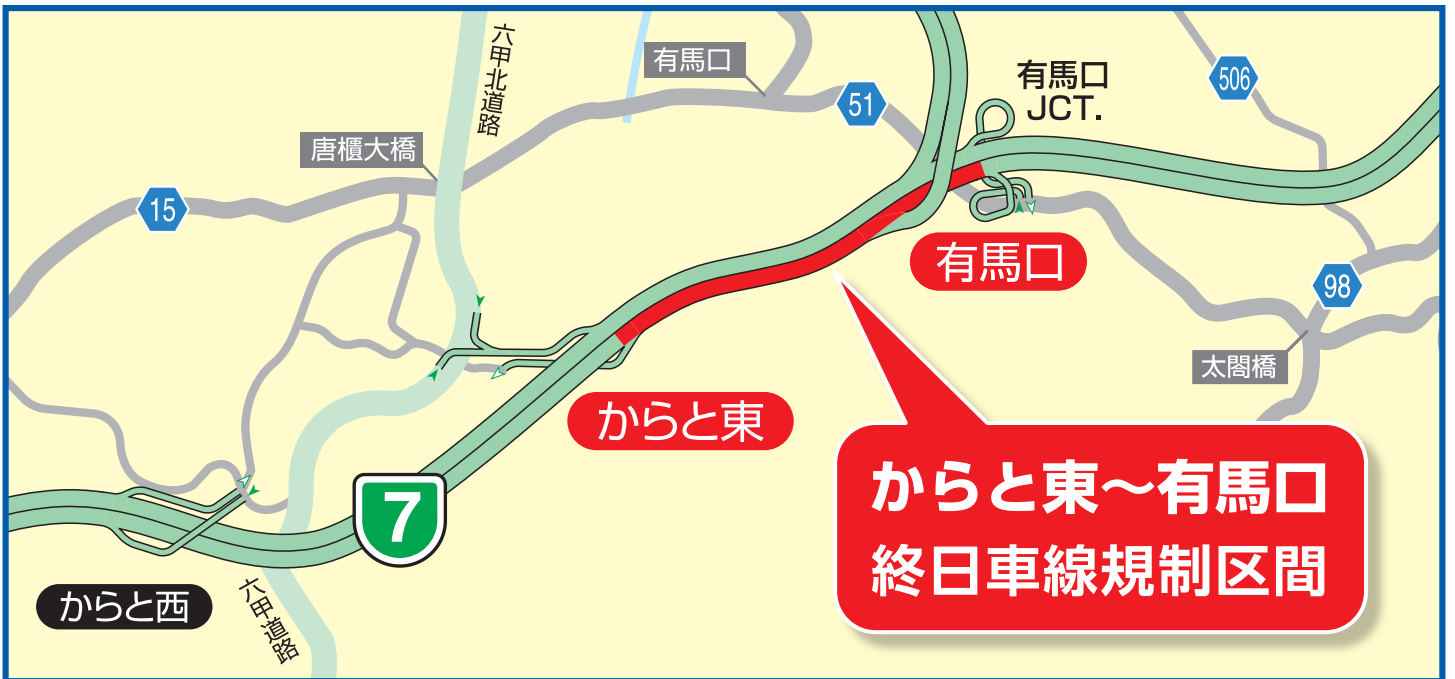 六甲北道路
有馬口
51
有馬口
JCT.
506
唐櫃大橋
15
有馬口
98
太閤橋
からと東
からと東～有馬口
終日車線規制区間
7
からと西
六甲道路